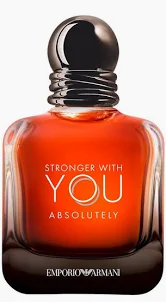 STRONGER WITH
YOU
ABSOLUTELY
EMPORIO ARMANI